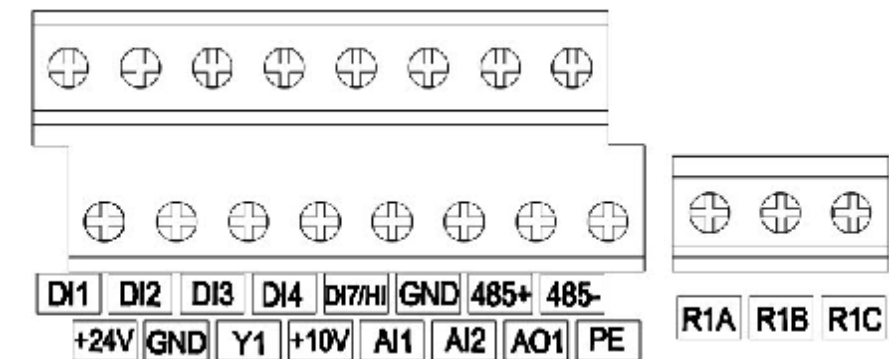 DI1 DI2 DI3 DI4 DI7/HI GND 485+ 485-
R1A R1B R1C
+24V GND Y1 +10V AI1 AI2 AO1 PE